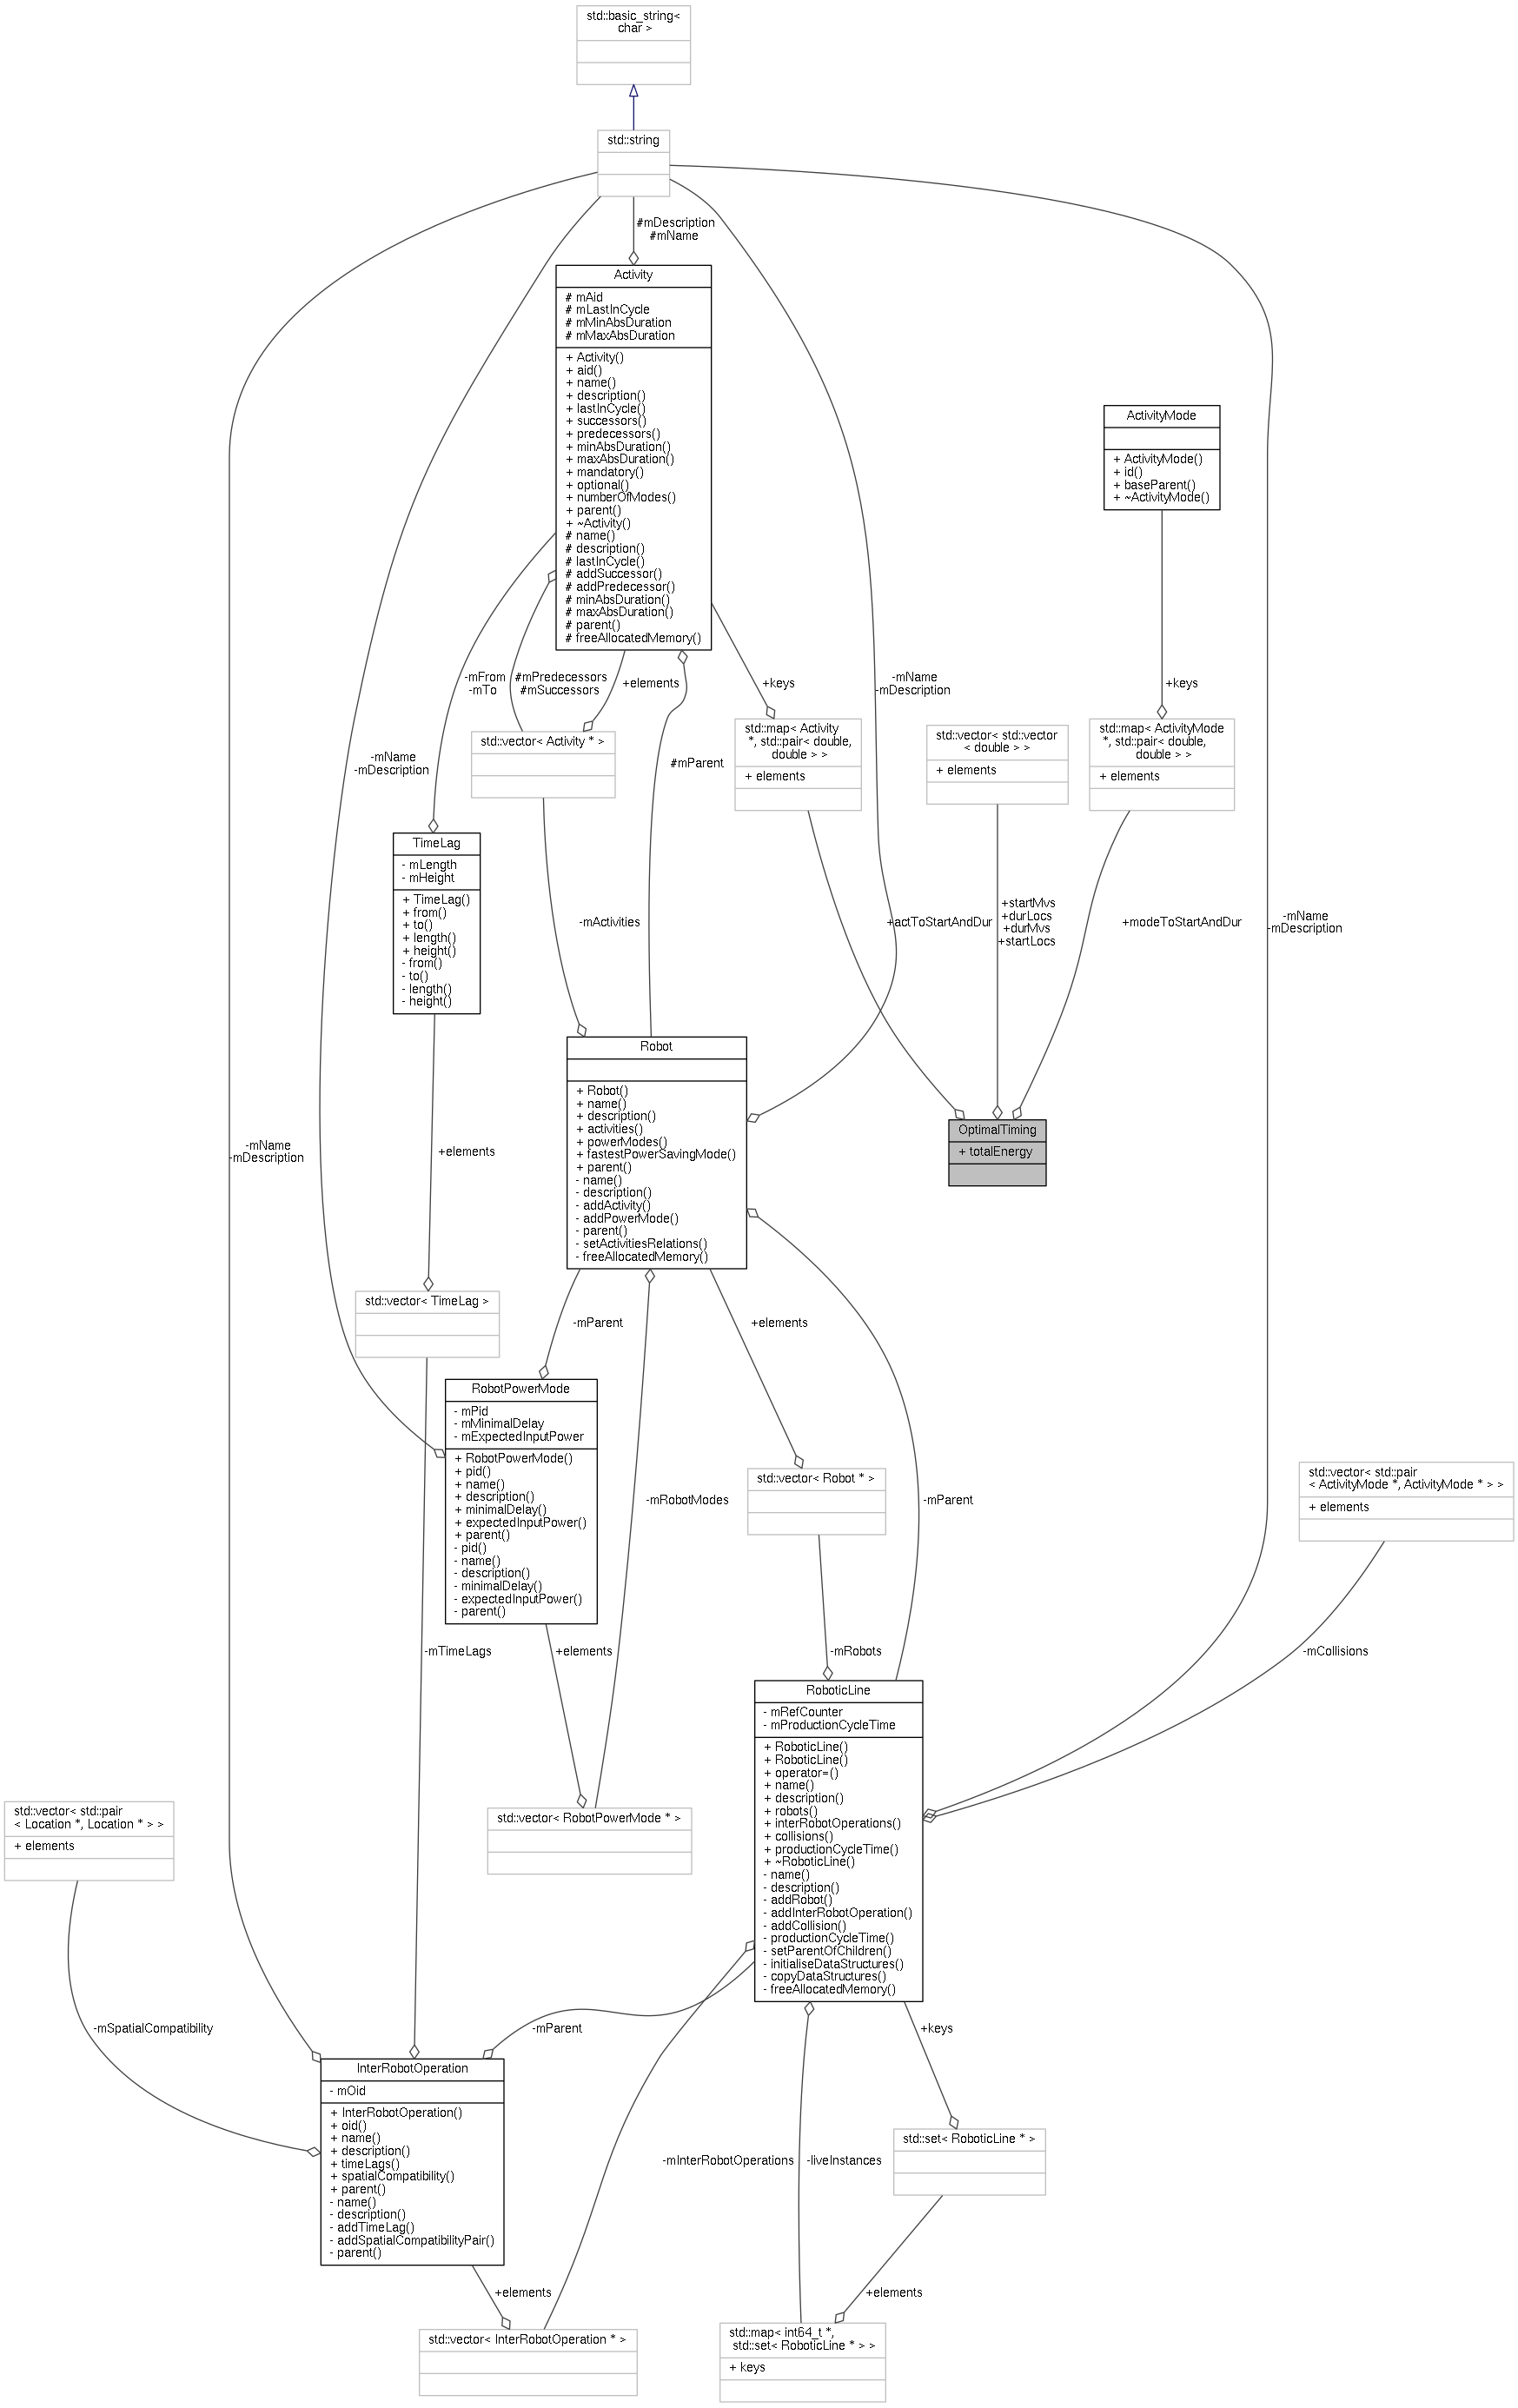 std::basic_string<
char >
std::string
#mDescription
#mName
Activity
# mAid
# mLastInCycle
# mMinAbsDuration
# mMaxAbsDuration
+ Activity()
+ aid()
+ name()
+ description()
+ lastInCycle()
+ successors()
+ predecessors()
+ minAbsDuration()
+ maxAbsDuration()
+ mandatory()
+ optional()
+ numberOfModes()
+ parent()
+ ~Activity()
# name()
# description()
# lastInCycle()
# addSuccessor()
# addPredecessor()
# minAbsDuration()
# maxAbsDuration()
# parent()
# freeAllocatedMemory()
ActivityMode
+ ActivityMode()
+ id()
+ baseParent()
+ ~ActivityMode()
-mFrom
-mTo
#mPredecessors
#mSuccessors
+elements
+keys
-mName
-mDescription
+keys
-mName
-mDescription
#mParent
std::vector< Activity * >
std::map< Activity
*, std::pair< double,
double > >
+ elements
std::vector< std::vector
< double > >
+ elements
std::map< ActivityMode
*, std::pair< double,
double > >
+ elements
TimeLag
- mLength
- mHeight
+ TimeLag()
+ from()
+ to()
+ length()
+ height()
- from()
- to()
- length()
- height()
-mActivities
+actToStartAndDur
+startMvs
+durLocs
+durMvs
+startLocs
+modeToStartAndDur
-mName
-mDescription
Robot
+ Robot()
+ name()
+ description()
+ activities()
+ powerModes()
+ fastestPowerSavingMode()
+ parent()
- name()
- description()
- addActivity()
- addPowerMode()
- parent()
- setActivitiesRelations()
- freeAllocatedMemory()
OptimalTiming
+ totalEnergy
-mName
-mDescription
+elements
std::vector< TimeLag >
-mParent
+elements
RobotPowerMode
- mPid
- mMinimalDelay
- mExpectedInputPower
+ RobotPowerMode()
+ pid()
+ name()
+ description()
+ minimalDelay()
+ expectedInputPower()
+ parent()
- pid()
- name()
- description()
- minimalDelay()
- expectedInputPower()
- parent()
-mRobotModes
std::vector< Robot * >
-mParent
std::vector< std::pair
< ActivityMode *, ActivityMode * > >
+ elements
-mTimeLags
+elements
-mRobots
-mCollisions
RoboticLine
- mRefCounter
- mProductionCycleTime
+ RoboticLine()
+ RoboticLine()
+ operator=()
+ name()
+ description()
+ robots()
+ interRobotOperations()
+ collisions()
+ productionCycleTime()
+ ~RoboticLine()
- name()
- description()
- addRobot()
- addInterRobotOperation()
- addCollision()
- productionCycleTime()
- setParentOfChildren()
- initialiseDataStructures()
- copyDataStructures()
- freeAllocatedMemory()
std::vector< std::pair
< Location *, Location * > >
+ elements
std::vector< RobotPowerMode * >
-mSpatialCompatibility
-mParent
+keys
InterRobotOperation
- mOid
+ InterRobotOperation()
+ oid()
+ name()
+ description()
+ timeLags()
+ spatialCompatibility()
+ parent()
- name()
- description()
- addTimeLag()
- addSpatialCompatibilityPair()
- parent()
-mInterRobotOperations
-liveInstances
std::set< RoboticLine * >
+elements
+elements
std::vector< InterRobotOperation * >
std::map< int64_t *,
std::set< RoboticLine * > >
+ keys